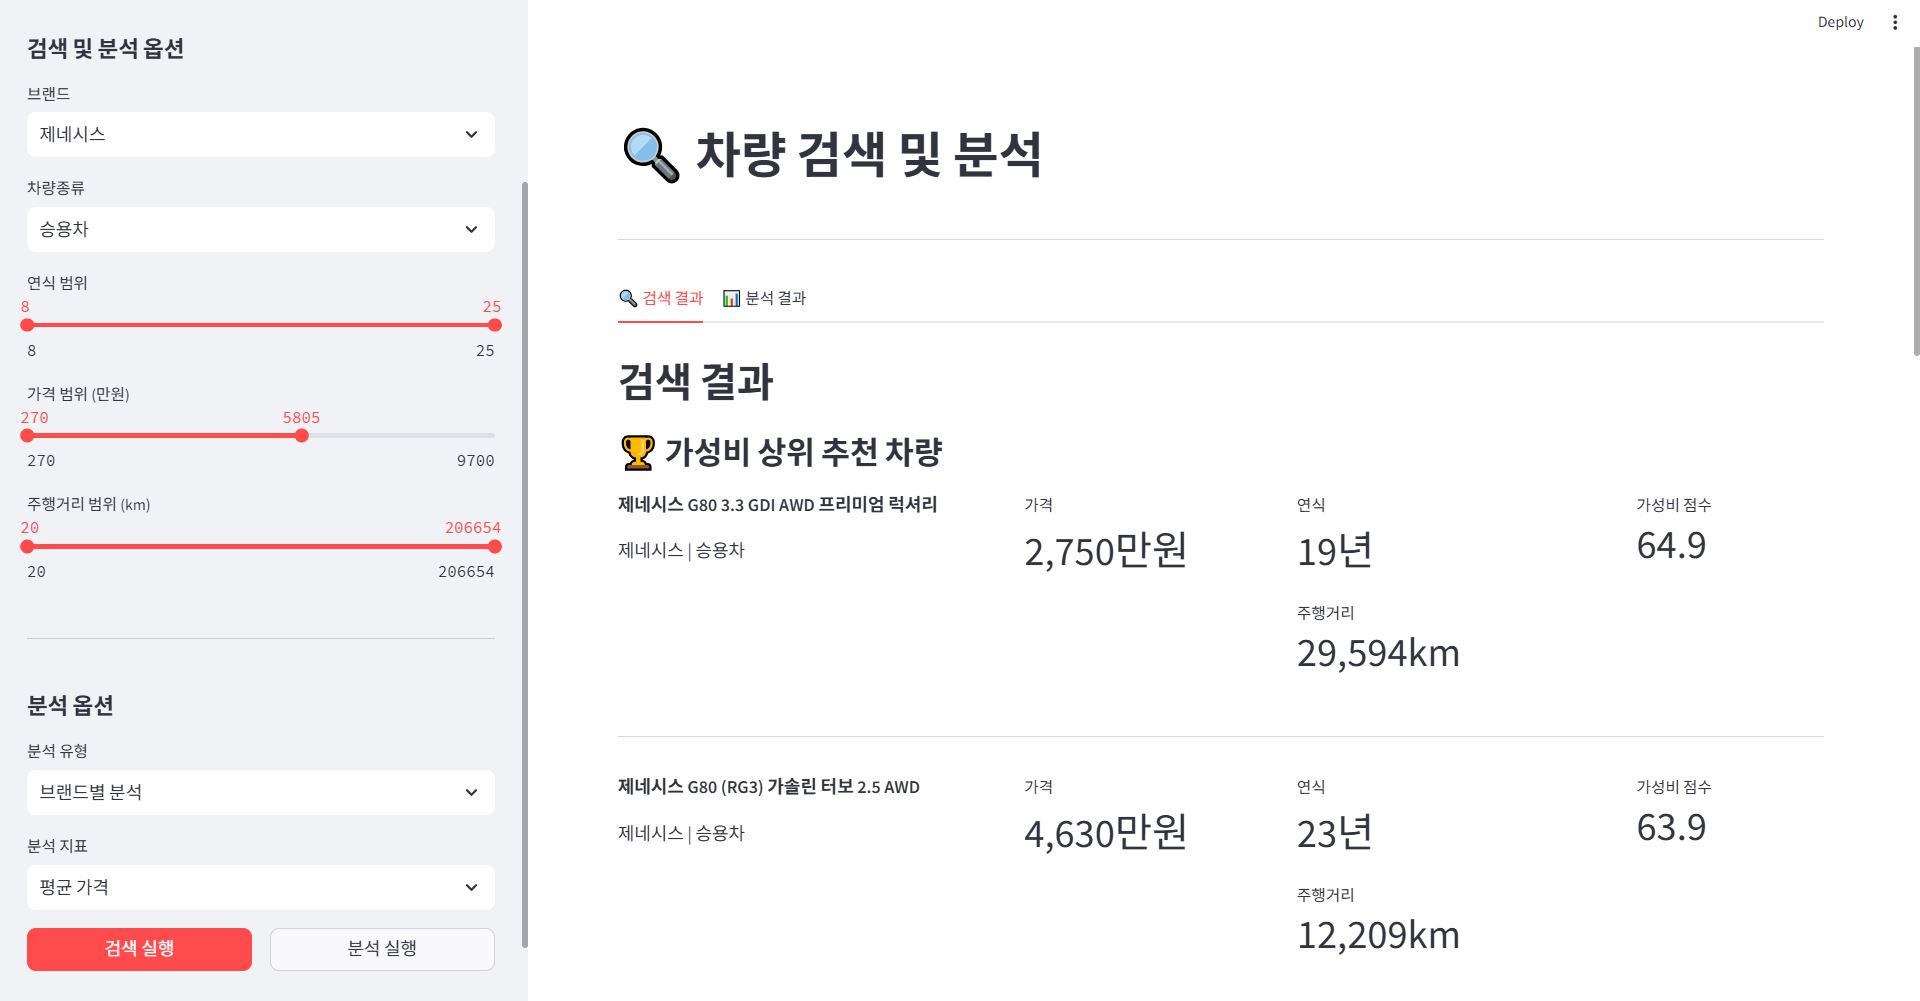 검색 및 분석 옵션
브랜드
제네시스
차량종류
승용차
연식 범위
8 25
8 25
가격 범위 (만원)
270 5805
270 9700
주행거리 범위 (km)
20 206654
20 206654
분석 옵션
분석 유형
브랜드별 분석
분석 지표
평균 가격
검색 실행 분석 실행
Deploy
차량 검색 및 분석
검색 결과 분석 결과
검색 결과
가성비 상위 추천 차량
제네시스 G80 3.3 GDI AWD 프리미엄 럭셔리
제네시스 | 승용차
가격
2,750만원
연식
19년
주행거리
29,594km
가성비 점수
64.9
제네시스 G80 (RG3) 가솔린 터보 2.5 AWD
제네시스 | 승용차
가격
4,630만원
연식
23년
주행거리
12,209km
가성비 점수
63.9